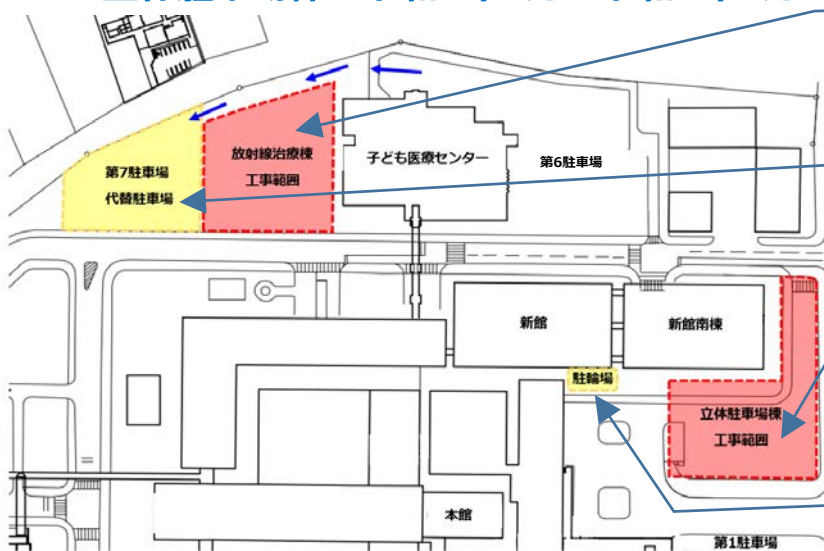 放射線治療棟
工事範囲
子ども医療センター
第6駐車場
第7駐車場
代替駐車場
新館
新館南棟
駐輪場
立体駐車場棟
工事範囲
本館
第1駐車場